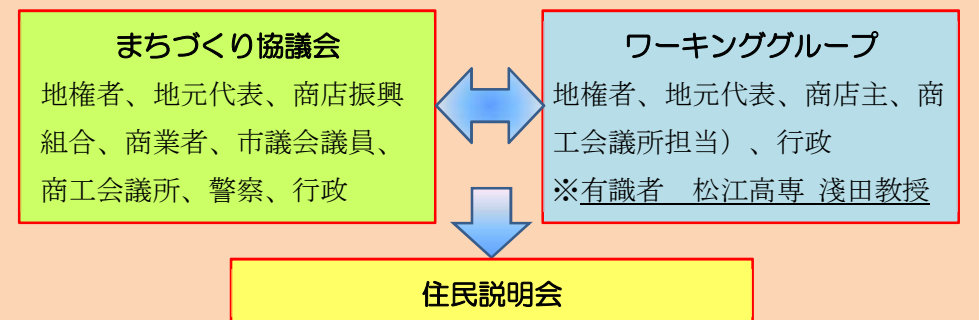 まちづくり協議会
地権者、地元代表、商店振興
組合、商業者、市議会議員、
商工会議所、警察、行政
ワーキンググループ
地権者、地元代表、商店主、商
工会議所担当）、行政
※有識者　松江高専 淺田教授
住民説明会